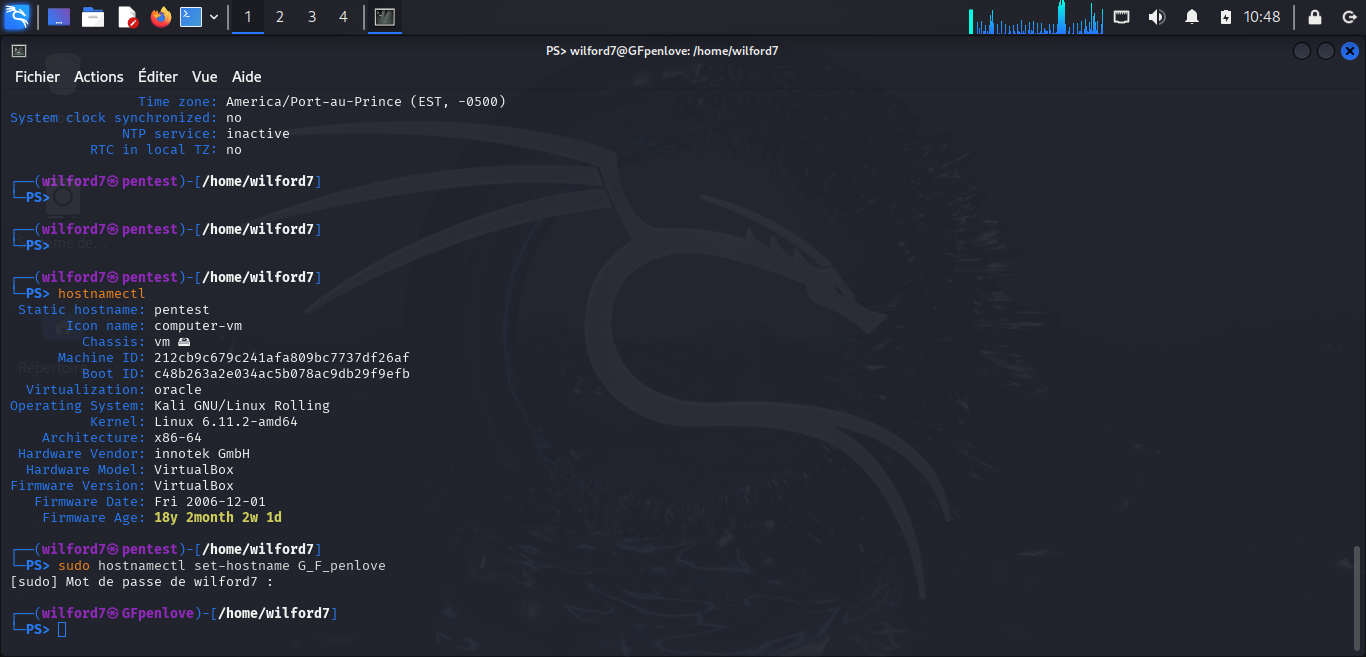 1 2 3 4 10:48
PS> wilford7@GFpenlove: /home/wilford7
Fichier Actions Éditer Vue Aide
Time zone: America/Port-au-Prince (EST, -0500)
System clock synchronized: no
NTP service: inactive
RTC in local TZ: no
┌──(wilford7㉿pentest)-[/home/wilford7]
└─PS>
┌──(wilford7㉿pentest)-[/home/wilford7]
└─PS>
┌──(wilford7㉿pentest)-[/home/wilford7]
└─PS> hostnamectl
Static hostname: pentest
Icon name: computer-vm
Chassis: vm 🖴
Machine ID: 212cb9c679c241afa809bc7737df26af
Boot ID: c48b263a2e034ac5b078ac9db29f9efb
Virtualization: oracle
Operating System: Kali GNU/Linux Rolling
Kernel: Linux 6.11.2-amd64
Architecture: x86-64
Hardware Vendor: innotek GmbH
Hardware Model: VirtualBox
Firmware Version: VirtualBox
Firmware Date: Fri 2006-12-01
Firmware Age: 18y 2month 2w 1d
┌──(wilford7㉿pentest)-[/home/wilford7]
└─PS> sudo hostnamectl set-hostname G_F_penlove
[sudo] Mot de passe de wilford7 :
┌──(wilford7㉿GFpenlove)-[/home/wilford7]
└─PS>